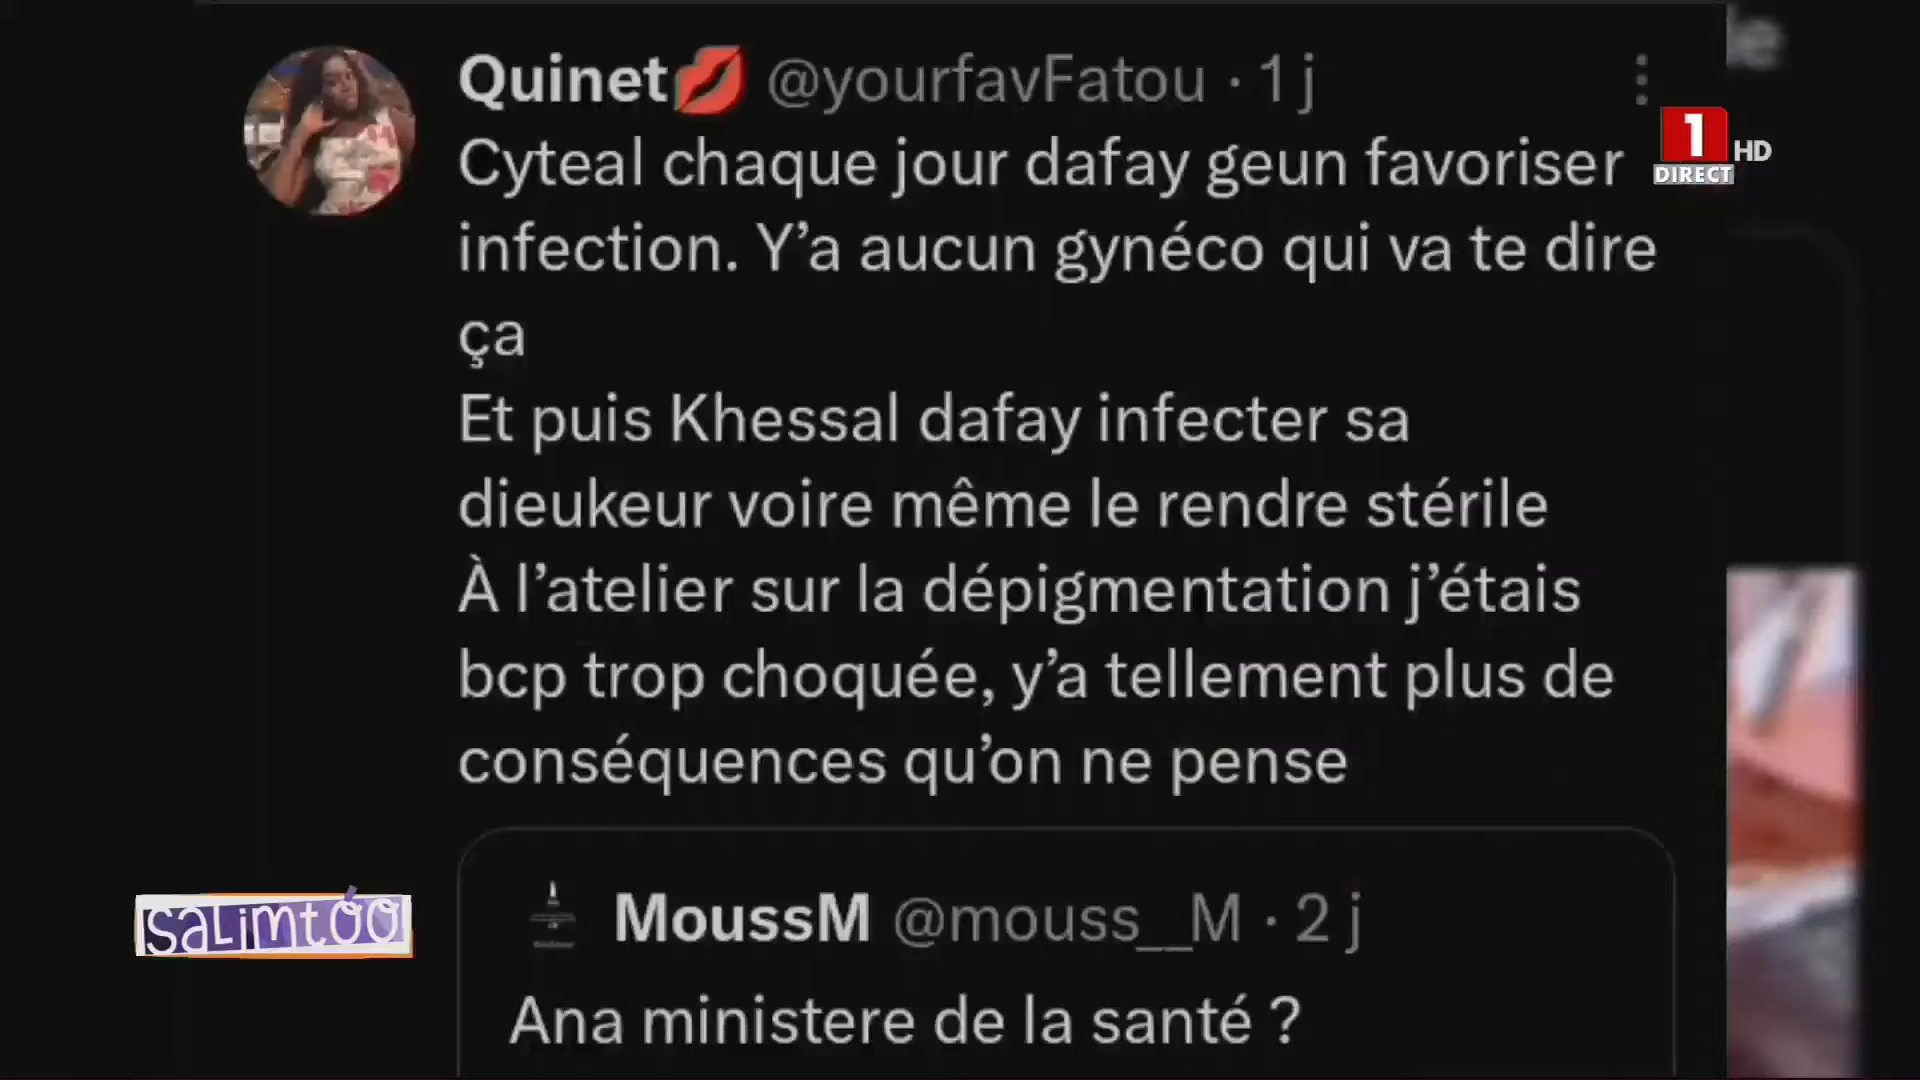 Quinet💋 @yourfavFatou · 1 j
Cyteal chaque jour dafay geun favoriser
infection. Y’a aucun gynéco qui va te dire
ça
Et puis Khessal dafay infecter sa
dieukeur voire même le rendre stérile
À l’atelier sur la dépigmentation j’étais
bcp trop choquée, y’a tellement plus de
conséquences qu’on ne pense
MoussM @mouss__M · 2 j
Ana ministere de la santé ?
1 HD
DIRECT
saLimtóo